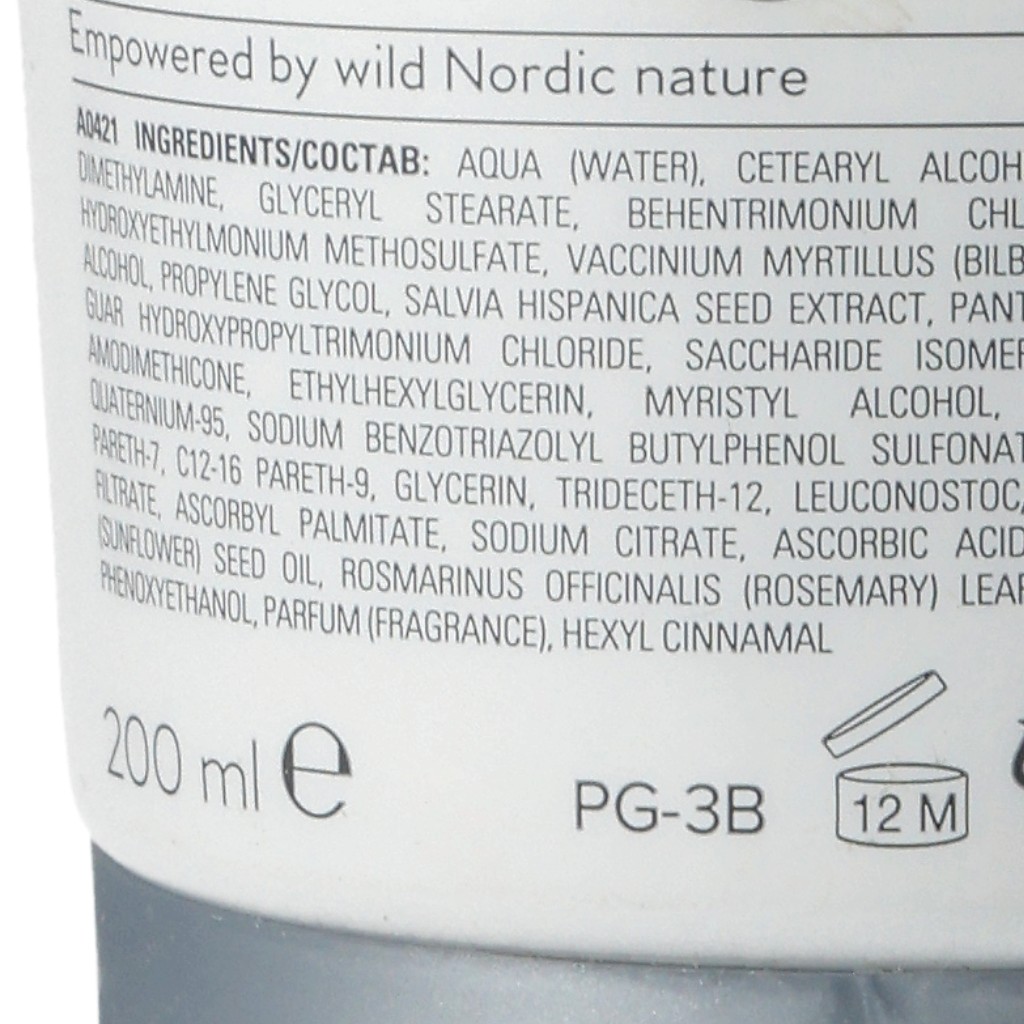 Empowered by wild Nordic nature
A0421 INGREDIENTS/COCTAB: AQUA (WATER), CETEARYL ALCOH
DIMETHYLAMINE, GLYCERYL STEARATE, BEHENTRIMONIUM CHL
HYDROXYETHYLMONIUM METHOSULFATE, VACCINIUM MYRTILLUS (BILB
ALCOHOL, PROPYLENE GLYCOL, SALVIA HISPANICA SEED EXTRACT, PANT
GUAR HYDROXYPROPYLTRIMONIUM CHLORIDE, SACCHARIDE ISOMER
AMODIMETHICONE, ETHYLHEXYLGLYCERIN, MYRISTYL ALCOHOL,
QUATERNIUM-95, SODIUM BENZOTRIAZOLYL BUTYLPHENOL SULFONAT
PARETH-7, C12-16 PARETH-9, GLYCERIN, TRIDECETH-12, LEUCONOSTOC/
FILTRATE, ASCORBYL PALMITATE, SODIUM CITRATE, ASCORBIC ACID
(SUNFLOWER) SEED OIL, ROSMARINUS OFFICINALIS (ROSEMARY) LEAF
PHENOXYETHANOL, PARFUM (FRAGRANCE), HEXYL CINNAMAL
200 ml e
PG-3B
12 M